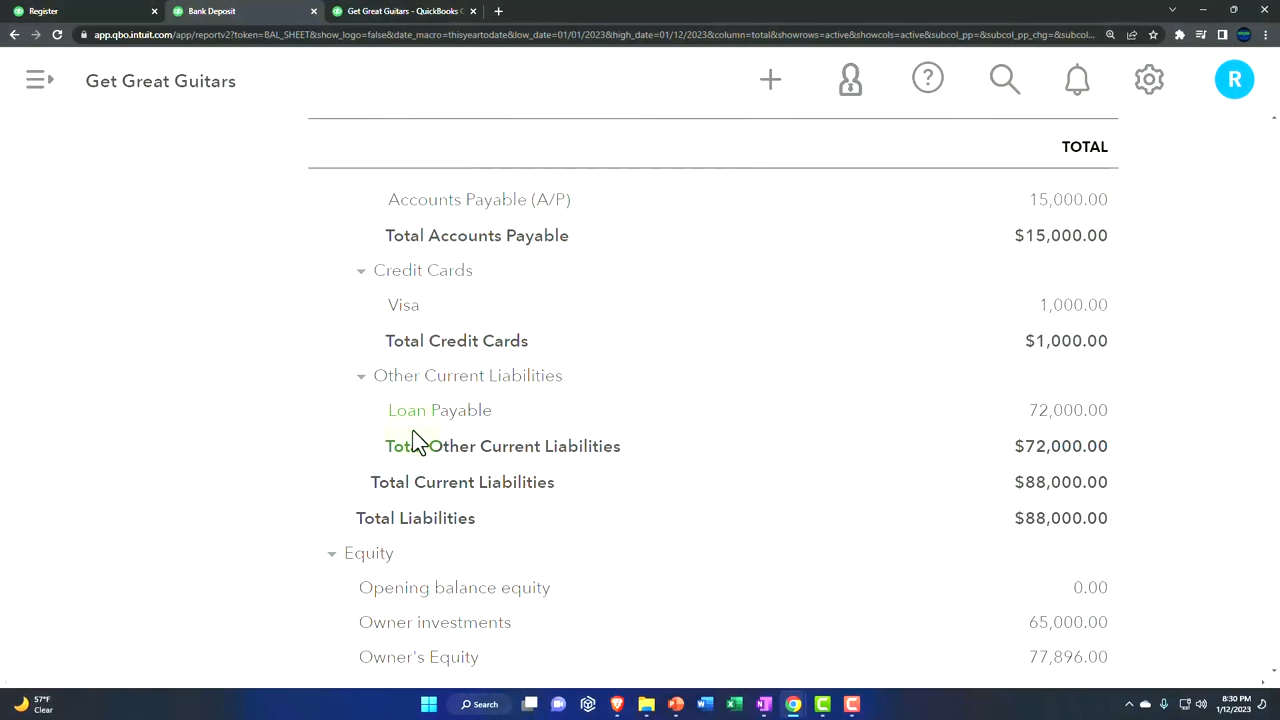 Register
Bank Deposit
Get Great Guitars - QuickBooks
app.qbo.intuit.com/app/reportv2?token=BAL_SHEET&show_logo=false&date_macro=thisyeartodate&low_date=01/01/2023&high_date=01/12/2023&column=total&showrows=active&showcols=active&subcol_pp=&subcol_pp_chg=&subcol...
Get Great Guitars
R
TOTAL
Accounts Payable (A/P) 15,000.00
Total Accounts Payable $15,000.00
Credit Cards
Visa 1,000.00
Total Credit Cards $1,000.00
Other Current Liabilities
Loan Payable 72,000.00
Total Other Current Liabilities $72,000.00
Total Current Liabilities $88,000.00
Total Liabilities $88,000.00
Equity
Opening balance equity 0.00
Owner investments 65,000.00
Owner's Equity 77,896.00
57°F
Clear
Search
8:30 PM
1/12/2023